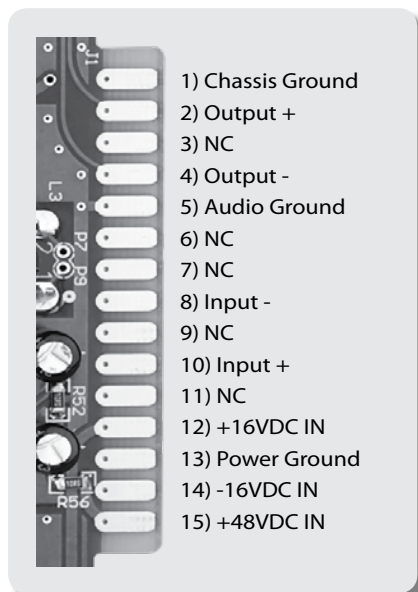 J1
1) Chassis Ground
2) Output +
3) NC
4) Output -
5) Audio Ground
6) NC
7) NC
8) Input -
9) NC
10) Input +
11) NC
12) +16VDC IN
13) Power Ground
14) -16VDC IN
15) +48VDC IN
L3
P7
P9
R52
R56